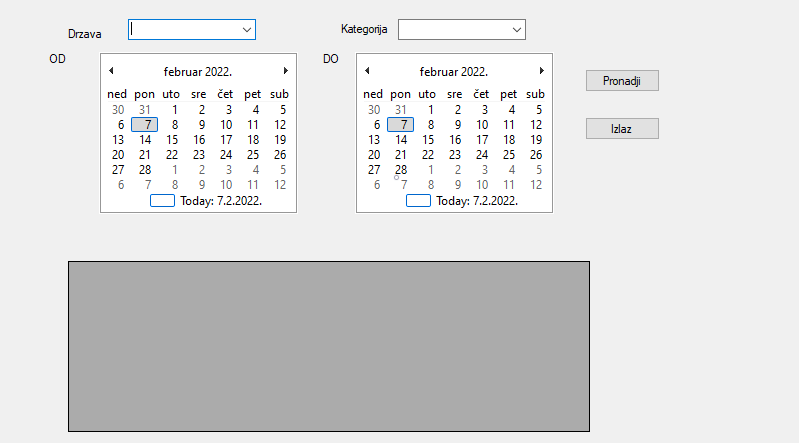 Drzava
Kategorija
OD
februar 2022.
ned pon uto sre čet pet sub
30 31 1 2 3 4 5
6 7 8 9 10 11 12
13 14 15 16 17 18 19
20 21 22 23 24 25 26
27 28 1 2 3 4 5
6 7 8 9 10 11 12
Today: 7.2.2022.
DO
februar 2022.
ned pon uto sre čet pet sub
30 31 1 2 3 4 5
6 7 8 9 10 11 12
13 14 15 16 17 18 19
20 21 22 23 24 25 26
27 28 1 2 3 4 5
6 7 8 9 10 11 12
Today: 7.2.2022.
Pronadji
Izlaz